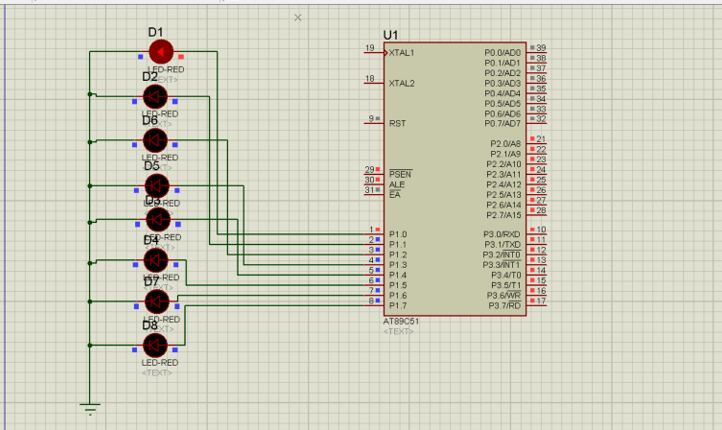 D1
LED-RED
<TEXT>
D2
LED-RED
<TEXT>
D6
LED-RED
<TEXT>
D5
LED-RED
D3
LED-RED
<TEXT>
D4
LED-RED
D7
LED-RED
<TEXT>
D8
LED-RED
<TEXT>
U1
19 XTAL1
18 XTAL2
9 RST
29 PSEN
30 ALE
31 EA
1 P1.0
2 P1.1
3 P1.2
4 P1.3
5 P1.4
6 P1.5
7 P1.6
8 P1.7
P0.0/AD0 39
P0.1/AD1 38
P0.2/AD2 37
P0.3/AD3 36
P0.4/AD4 35
P0.5/AD5 34
P0.6/AD6 33
P0.7/AD7 32
P2.0/A8 21
P2.1/A9 22
P2.2/A10 23
P2.3/A11 24
P2.4/A12 25
P2.5/A13 26
P2.6/A14 27
P2.7/A15 28
P3.0/RXD 10
P3.1/TXD 11
P3.2/INT0 12
P3.3/INT1 13
P3.4/T0 14
P3.5/T1 15
P3.6/WR 16
P3.7/RD 17
AT89C51
<TEXT>